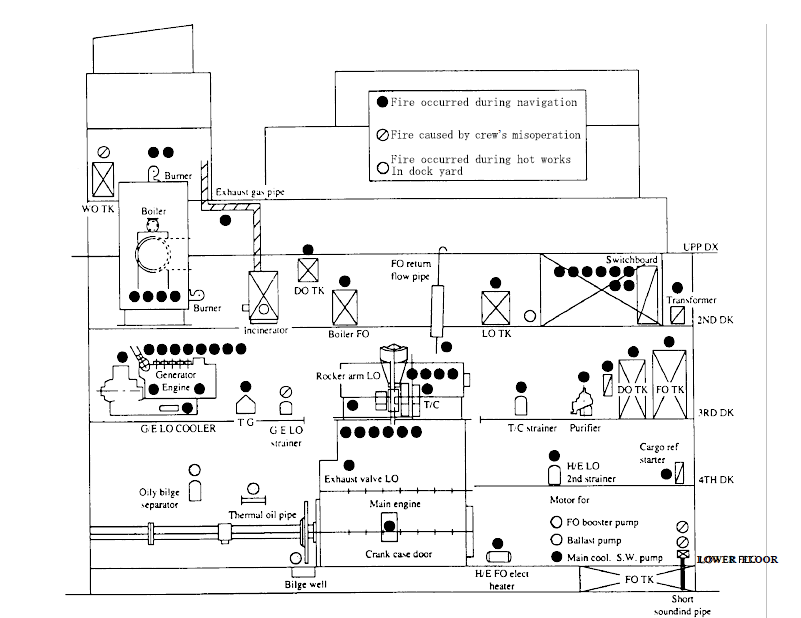 Fire occurred during navigation
Fire caused by crew's misoperation
Fire occurred during hot works
In dock yard
Burner
WO TK
Exhaust gas pipe
Boiler
UPP DX
FO return
flow pipe
Switchboard
DO TK
Transformer
Burner
Incinerator
Boiler FO
LO TK
2ND DK
Generator
Engine
Rocker arm LO
DO TK
FO TK
T/C
3RD DK
G/E LO COOLER
T G
G E LO
strainer
T/C strainer
Purifier
Cargo ref
starter
H/E LO
2nd strainer
Exhaust valve LO
4TH DK
Oily bilge
separator
Motor for
Thermal oil pipe
Main engine
FO booster pump
Ballast pump
Crank case door
Main cool. S.W. pump
LOWER FLOOR
Bilge well
H/E FO elect
heater
FO TK
Short
soundind pipe